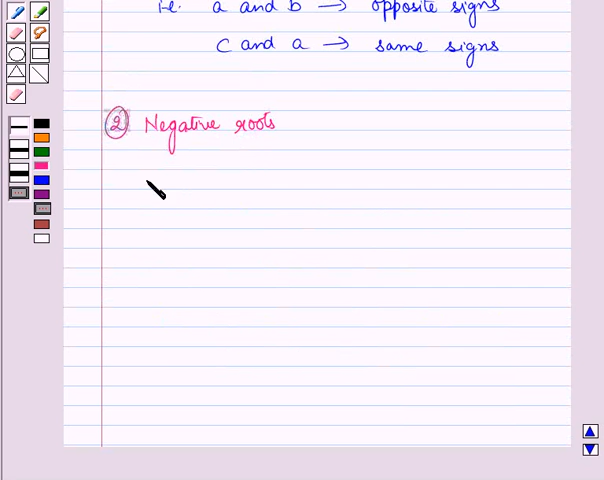 i.e. a and b → opposite signs
c and a → same signs
② Negative roots